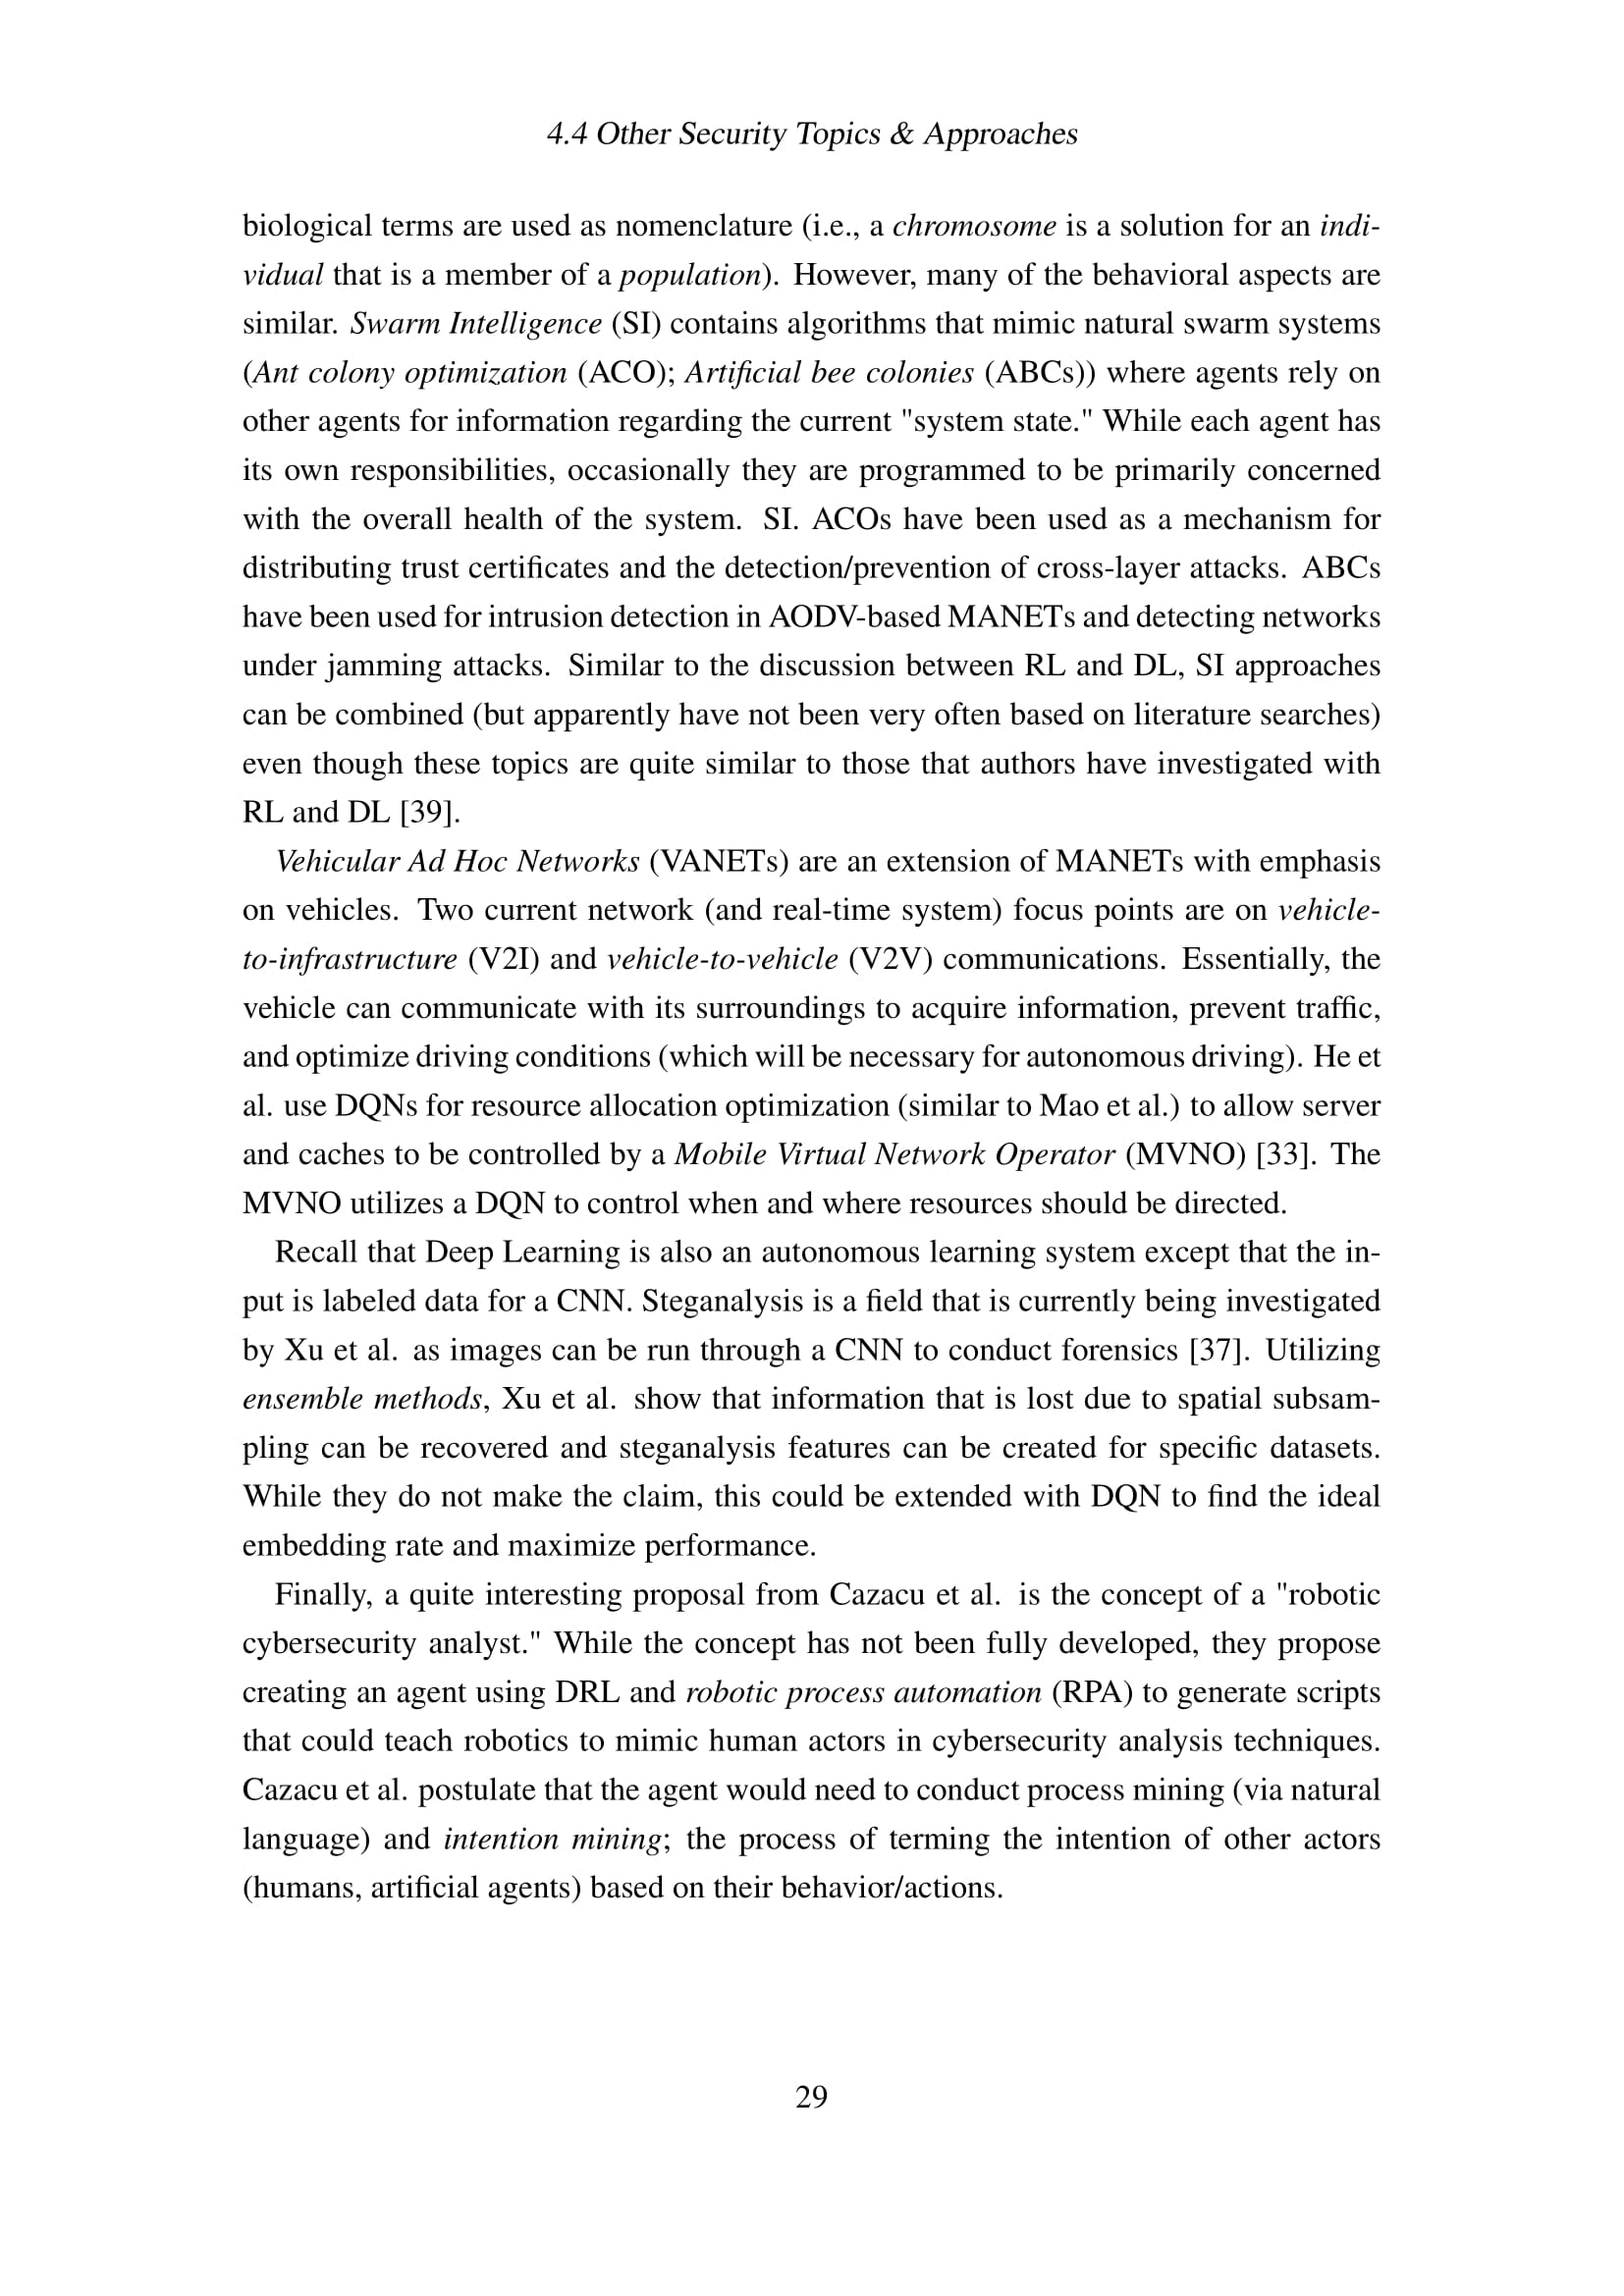 4.4 Other Security Topics & Approaches
biological terms are used as nomenclature (i.e., a chromosome is a solution for an indi-
vidual that is a member of a population). However, many of the behavioral aspects are
similar. Swarm Intelligence (SI) contains algorithms that mimic natural swarm systems
(Ant colony optimization (ACO); Artificial bee colonies (ABCs)) where agents rely on
other agents for information regarding the current "system state." While each agent has
its own responsibilities, occasionally they are programmed to be primarily concerned
with the overall health of the system. SI. ACOs have been used as a mechanism for
distributing trust certificates and the detection/prevention of cross-layer attacks. ABCs
have been used for intrusion detection in AODV-based MANETs and detecting networks
under jamming attacks. Similar to the discussion between RL and DL, SI approaches
can be combined (but apparently have not been very often based on literature searches)
even though these topics are quite similar to those that authors have investigated with
RL and DL [39].
Vehicular Ad Hoc Networks (VANETs) are an extension of MANETs with emphasis
on vehicles. Two current network (and real-time system) focus points are on vehicle-
to-infrastructure (V2I) and vehicle-to-vehicle (V2V) communications. Essentially, the
vehicle can communicate with its surroundings to acquire information, prevent traffic,
and optimize driving conditions (which will be necessary for autonomous driving). He et
al. use DQNs for resource allocation optimization (similar to Mao et al.) to allow server
and caches to be controlled by a Mobile Virtual Network Operator (MVNO) [33]. The
MVNO utilizes a DQN to control when and where resources should be directed.
Recall that Deep Learning is also an autonomous learning system except that the in-
put is labeled data for a CNN. Steganalysis is a field that is currently being investigated
by Xu et al. as images can be run through a CNN to conduct forensics [37]. Utilizing
ensemble methods, Xu et al. show that information that is lost due to spatial subsam-
pling can be recovered and steganalysis features can be created for specific datasets.
While they do not make the claim, this could be extended with DQN to find the ideal
embedding rate and maximize performance.
Finally, a quite interesting proposal from Cazacu et al. is the concept of a "robotic
cybersecurity analyst." While the concept has not been fully developed, they propose
creating an agent using DRL and robotic process automation (RPA) to generate scripts
that could teach robotics to mimic human actors in cybersecurity analysis techniques.
Cazacu et al. postulate that the agent would need to conduct process mining (via natural
language) and intention mining; the process of terming the intention of other actors
(humans, artificial agents) based on their behavior/actions.
29